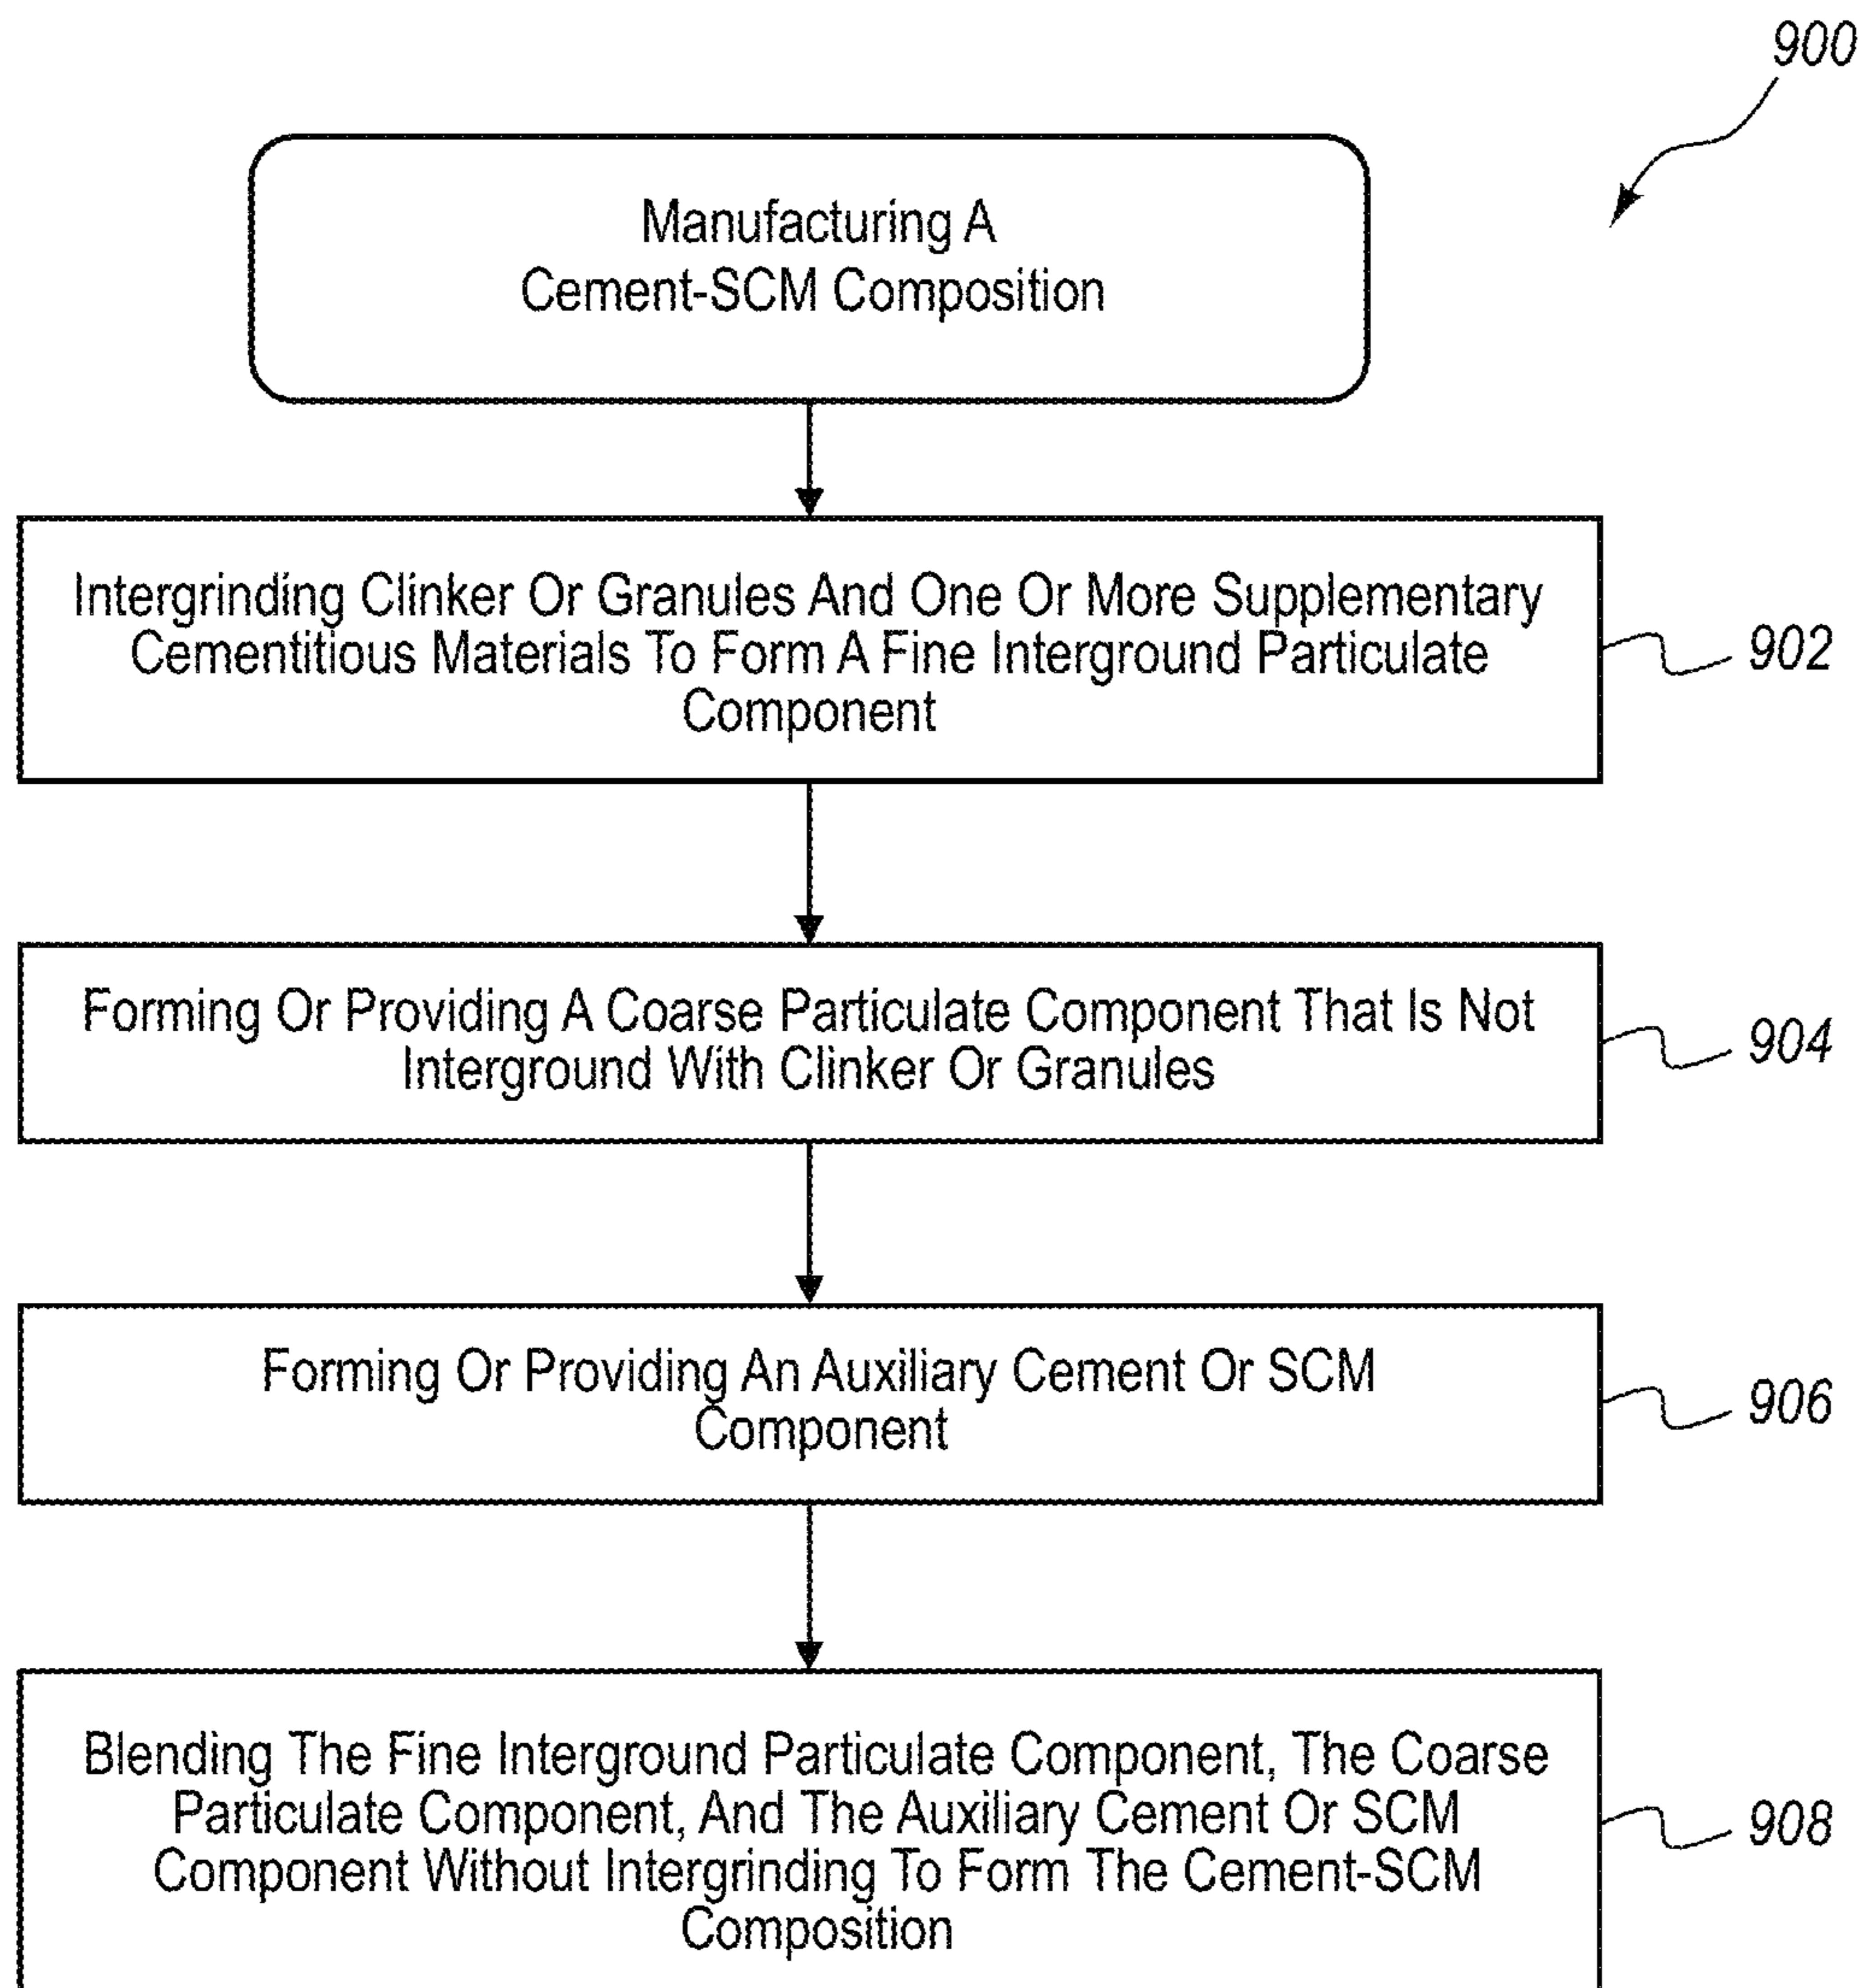 900
Manufacturing A
Cement-SCM Composition
Intergrinding Clinker Or Granules And One Or More Supplementary
Cementitious Materials To Form A Fine Interground Particulate
Component
902
Forming Or Providing A Coarse Particulate Component That Is Not
Interground With Clinker Or Granules
904
Forming Or Providing An Auxiliary Cement Or SCM
Component
906
Blending The Fine Interground Particulate Component, The Coarse
Particulate Component, And The Auxiliary Cement Or SCM
Component Without Intergrinding To Form The Cement-SCM
Composition
908